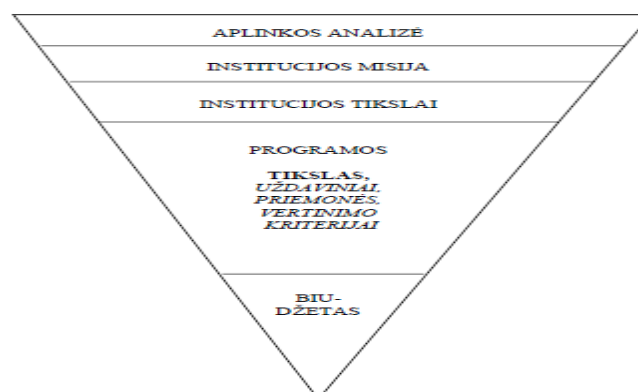 APLINKOS ANALIZĖ
INSTITUCIJOS MISIJA
INSTITUCIJOS TIKSLAI
PROGRAMOS
TIKSLAS,
UŽDAVINIAI,
PRIEMONĖS,
VERTINIMO
KRITERIJAI
BIU-
DŽETAS